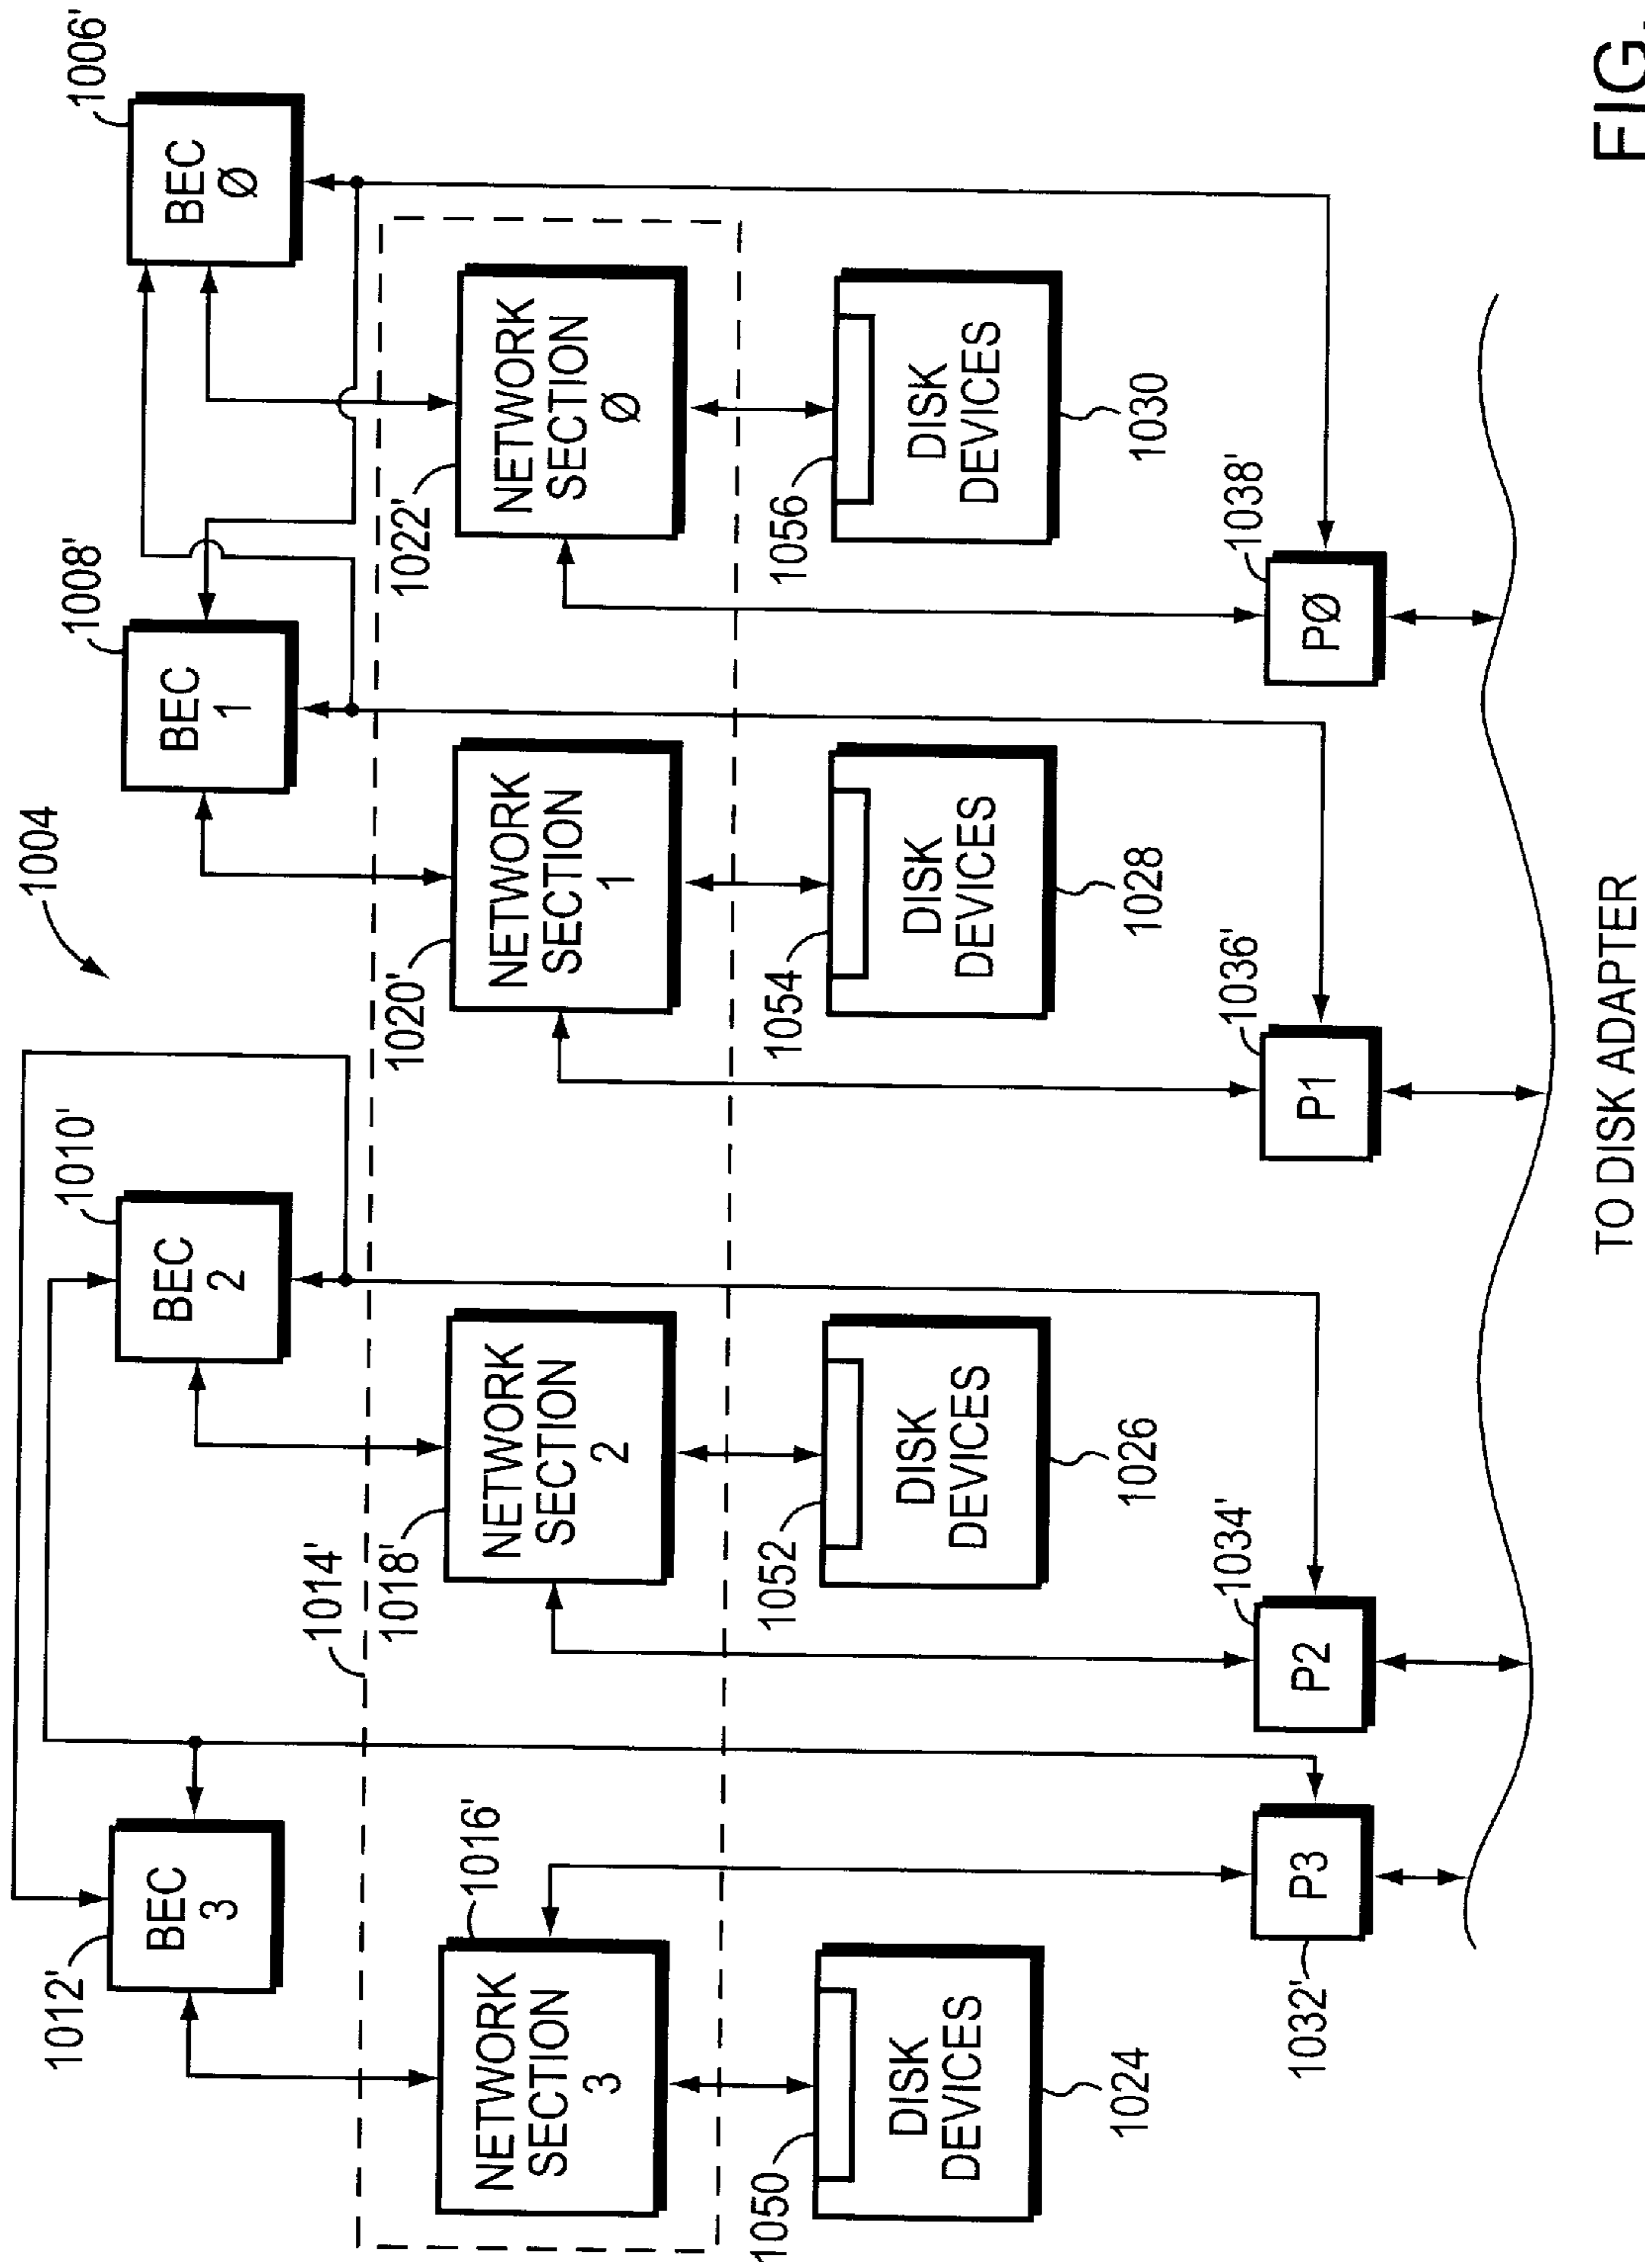 1004
1012'
BEC
3
1010'
BEC
2
1008'
BEC
1
1006'
BEC
Ø
1014'
1016'
NETWORK
SECTION
3
1018'
NETWORK
SECTION
2
1020'
NETWORK
SECTION
1
1022'
NETWORK
SECTION
Ø
1050
DISK
DEVICES
1024
1052
DISK
DEVICES
1026
1054
DISK
DEVICES
1028
1056
DISK
DEVICES
1030
1032'
P3
1034'
P2
1036'
P1
1038'
PØ
TO DISK ADAPTER
FIG.